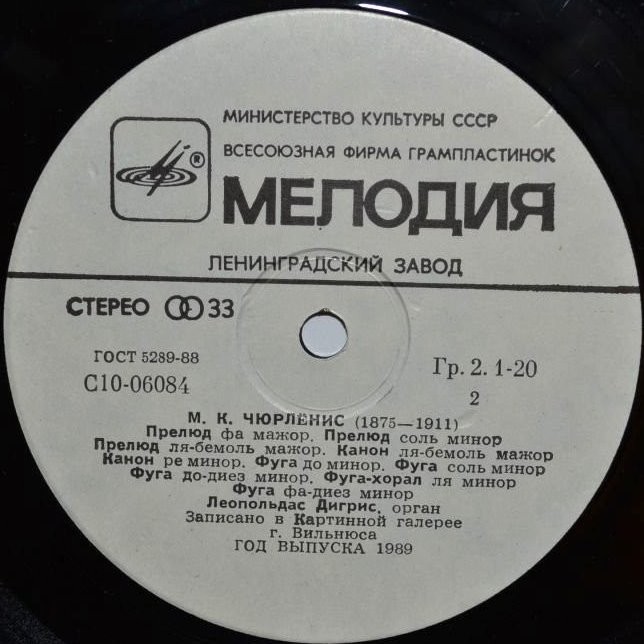 МИНИСТЕРСТВО КУЛЬТУРЫ СССР
ВСЕСОЮЗНАЯ ФИРМА ГРАМПЛАСТИНОК
®
МЕЛОДИЯ
ЛЕНИНГРАДСКИЙ ЗАВОД
СТЕРЕО 33
ГОСТ 5289-88
С10-06084
Гр. 2. 1-20
2
М. К. ЧЮРЛЕНИС (1875—1911)
Прелюд фа мажор. Прелюд соль минор
Прелюд ля-бемоль мажор. Канон ля-бемоль мажор
Канон ре минор. Фуга до минор. Фуга соль минор
Фуга до-диез минор. Фуга-хорал ля минор
Фуга фа-диез минор
Леопольдас Дигрис, орган
Записано в Картинной галерее
г. Вильнюса
ГОД ВЫПУСКА 1989